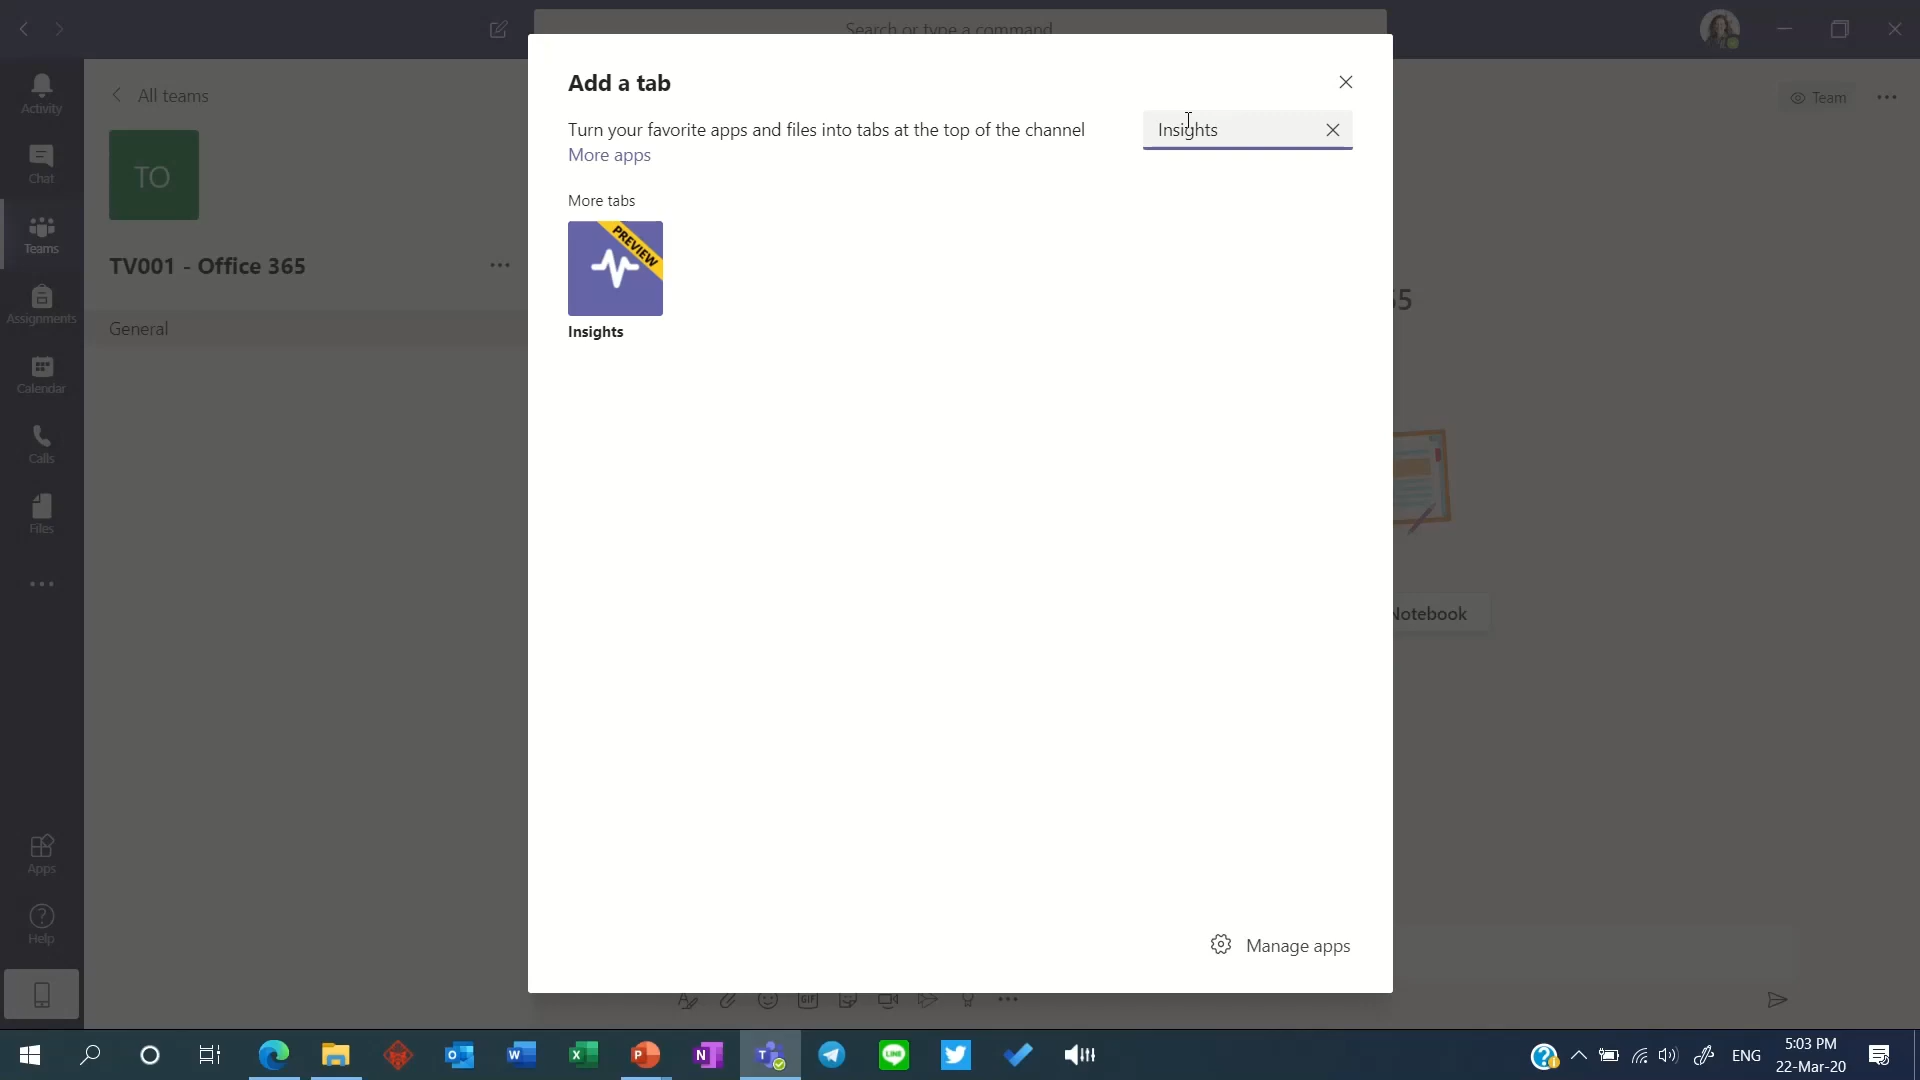 Search or type a command
Activity
Chat
Teams
Assignments
Calendar
Calls
Files
Apps
Help
All teams
TO
TV001 - Office 365
General
Add a tab
Turn your favorite apps and files into tabs at the top of the channel
More apps
Insights
More tabs
PREVIEW
Insights
Manage apps
Team
65
Notebook
GIF
ENG
5:03 PM
22-Mar-20